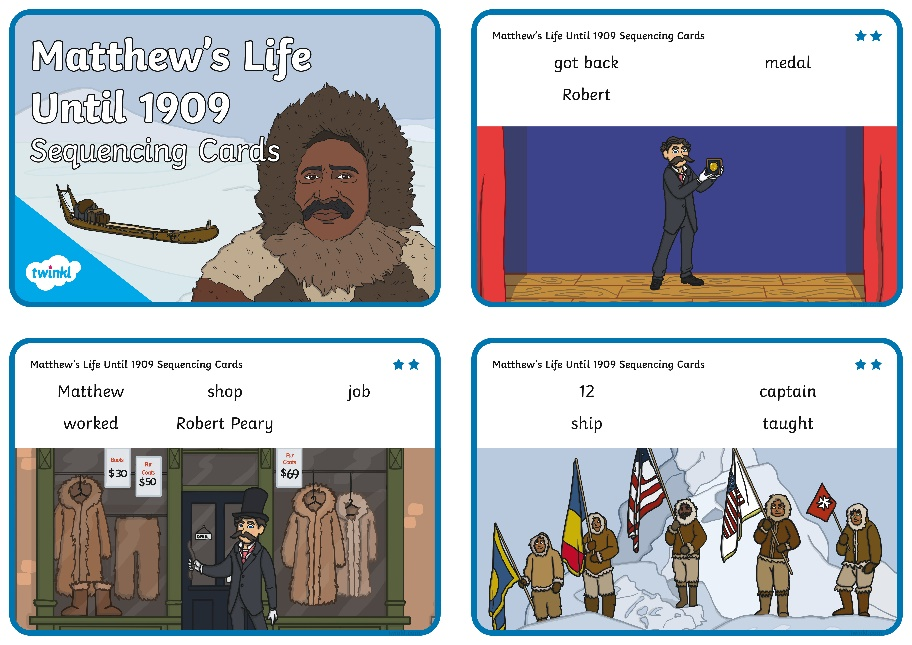 Matthew's Life
Until 1909
Sequencing Cards
twinkl
Matthew's Life Until 1909 Sequencing Cards
got back medal
Robert
Matthew's Life Until 1909 Sequencing Cards
Matthew shop job
worked Robert Peary
Boots
$30
Fur
Coats
$50
Fur
Coats
$69
OPEN
Matthew's Life Until 1909 Sequencing Cards
12 captain
ship taught